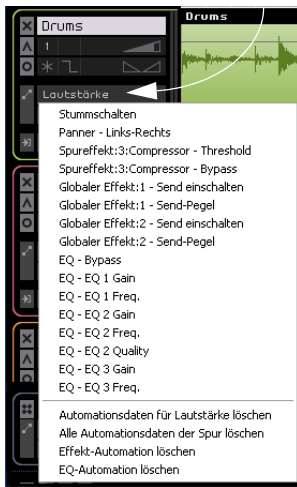 Drums
Drums
1
Lautstärke
Stummschalten
Panner - Links-Rechts
Spureffekt:3:Compressor - Threshold
Spureffekt:3:Compressor - Bypass
Globaler Effekt:1 - Send einschalten
Globaler Effekt:1 - Send-Pegel
Globaler Effekt:2 - Send einschalten
Globaler Effekt:2 - Send-Pegel
EQ - Bypass
EQ - EQ 1 Gain
EQ - EQ 1 Freq.
EQ - EQ 2 Gain
EQ - EQ 2 Freq.
EQ - EQ 2 Quality
EQ - EQ 3 Gain
EQ - EQ 3 Freq.
Automationsdaten für Lautstärke löschen
Alle Automationsdaten der Spur löschen
Effekt-Automation löschen
EQ-Automation löschen